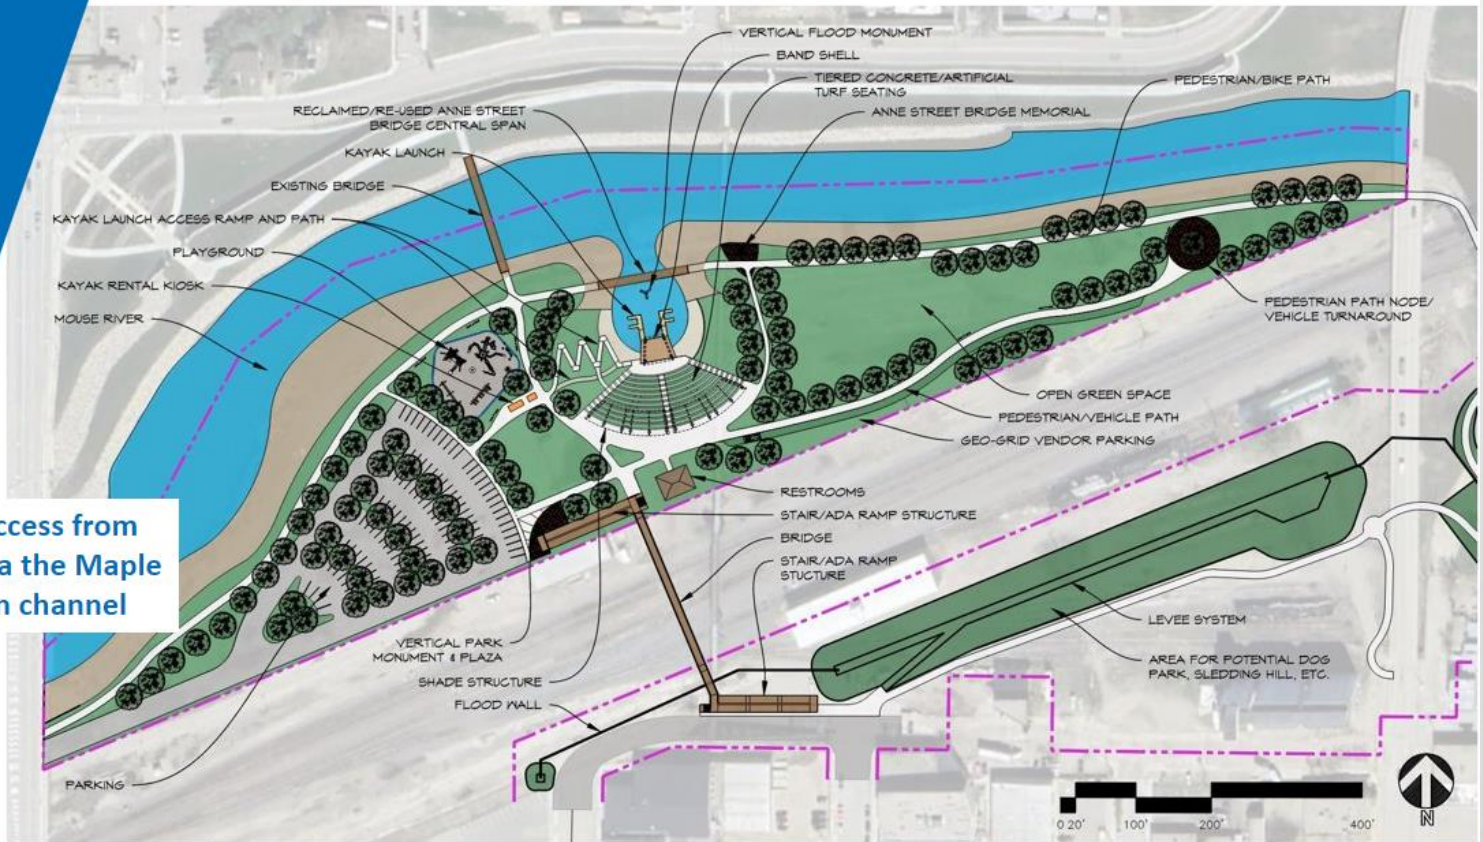 VERTICAL FLOOD MONUMENT
BAND SHELL
TIERED CONCRETE/ARTIFICIAL
TURF SEATING
PEDESTRIAN/BIKE PATH
RECLAIMED/RE-USED ANNE STREET
BRIDGE CENTRAL SPAN
ANNE STREET BRIDGE MEMORIAL
KAYAK LAUNCH
EXISTING BRIDGE
KAYAK LAUNCH ACCESS RAMP AND PATH
PLAYGROUND
KAYAK RENTAL KIOSK
MOUSE RIVER
PEDESTRIAN PATH NODE/
VEHICLE TURNAROUND
OPEN GREEN SPACE
PEDESTRIAN/VEHICLE PATH
GEO-GRID VENDOR PARKING
RESTROOMS
STAIR/ADA RAMP STRUCTURE
BRIDGE
STAIR/ADA RAMP
STUCTURE
ccess from
a the Maple
n channel
LEVEE SYSTEM
VERTICAL PARK
MONUMENT & PLAZA
AREA FOR POTENTIAL DOG
PARK, SLEDDING HILL, ETC.
SHADE STRUCTURE
FLOOD WALL
PARKING
0 20' 100' 200' 400'
N